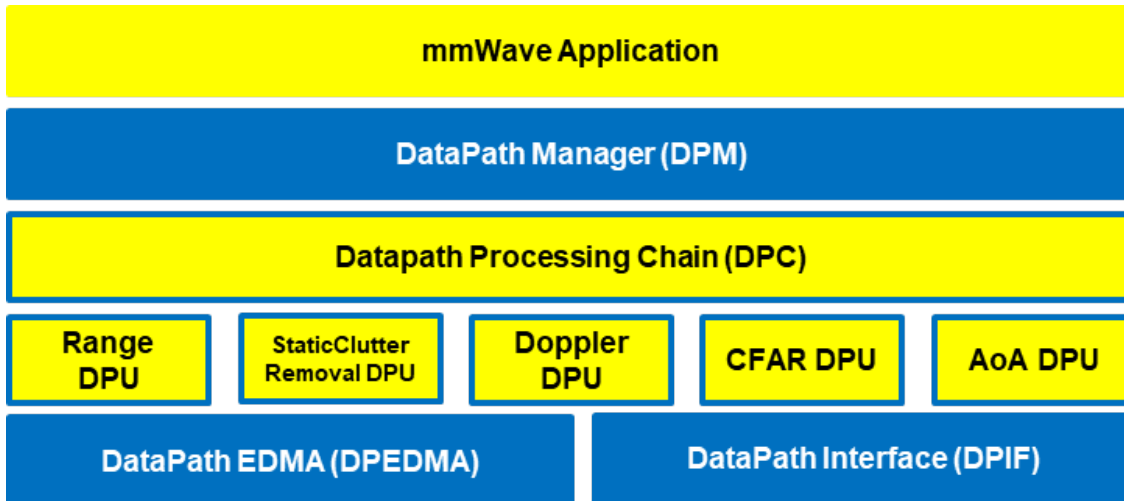 mmWave Application
DataPath Manager (DPM)
Datapath Processing Chain (DPC)
Range
DPU
StaticClutter
Removal DPU
Doppler
DPU
CFAR DPU
AoA DPU
DataPath EDMA (DPEDMA)
DataPath Interface (DPIF)